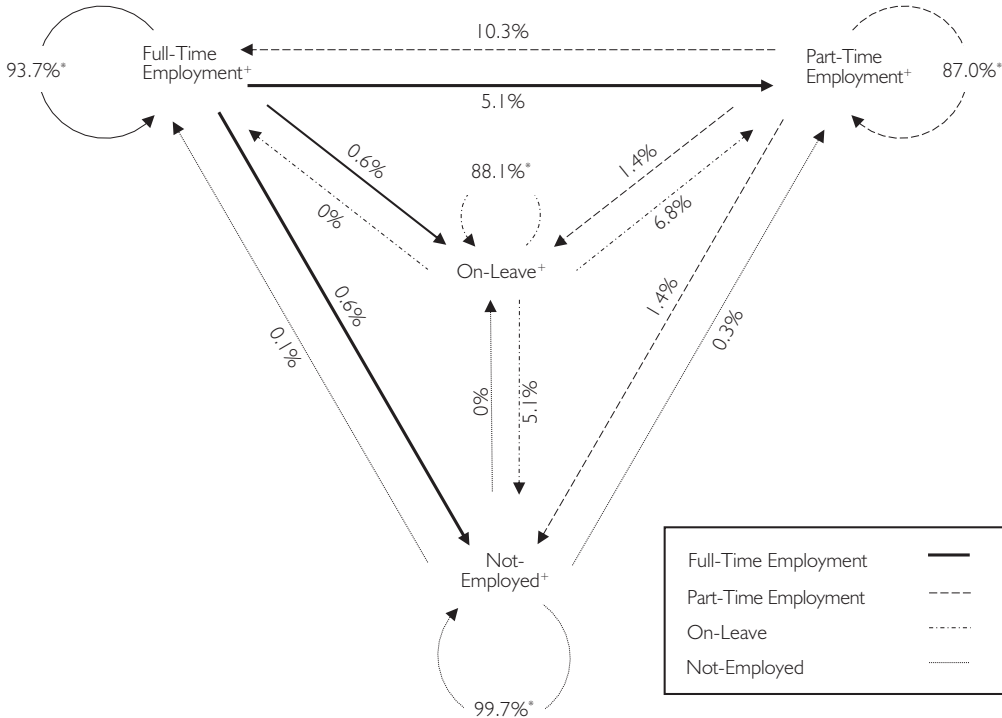 10.3%
Full-Time
Employment+
Part-Time
Employment+
93.7%*
87.0%*
5.1%
0.6%
88.1%*
1.4%
0%
6.8%
On-Leave+
0.6%
1.4%
0.1%
0.3%
0%
5.1%
Not-
Employed+
99.7%*
Full-Time Employment
Part-Time Employment
On-Leave
Not-Employed